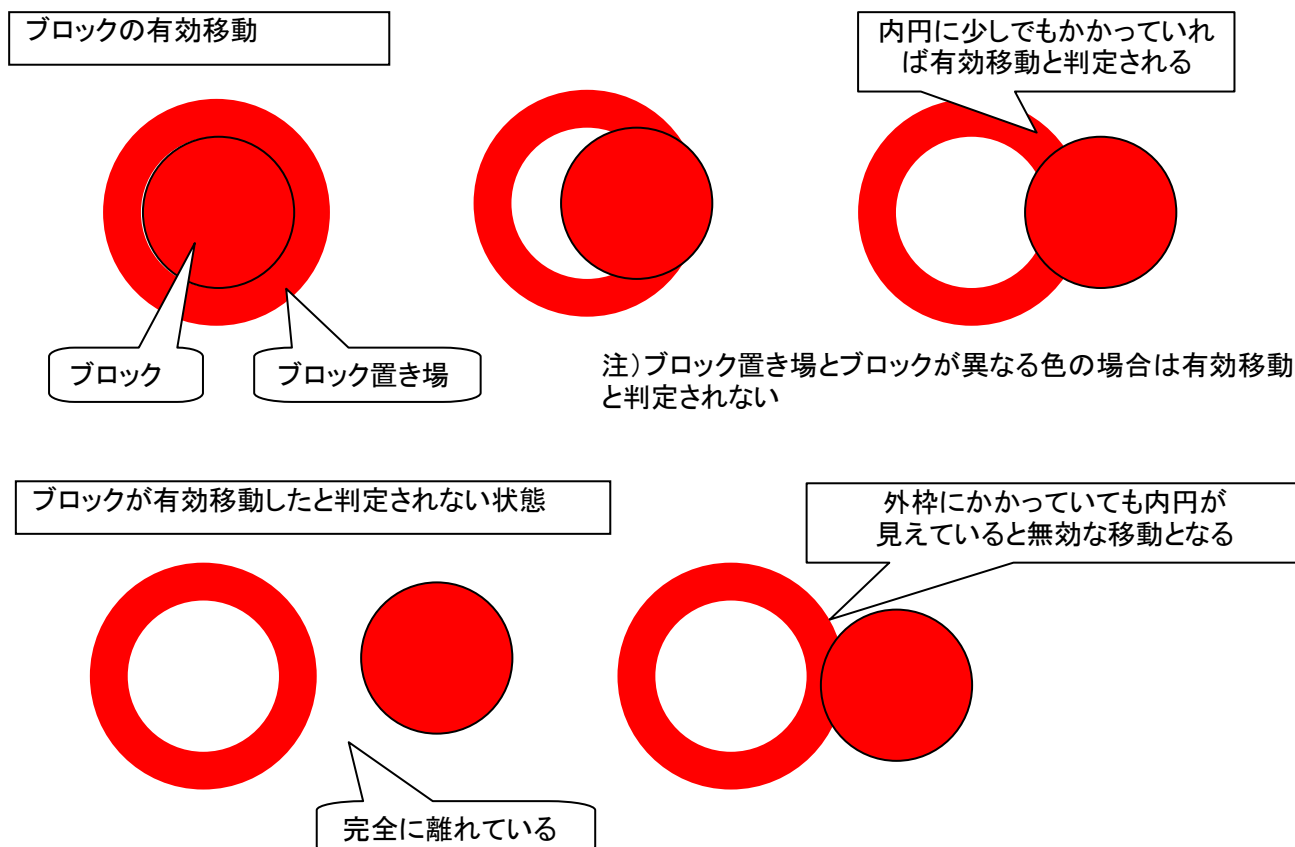 ブロックの有効移動
内円に少しでもかかっていれ
ば有効移動と判定される
ブロック
ブロック置き場
注)ブロック置き場とブロックが異なる色の場合は有効移動
と判定されない
ブロックが有効移動したと判定されない状態
外枠にかかっていても内円が
見えていると無効な移動となる
完全に離れている